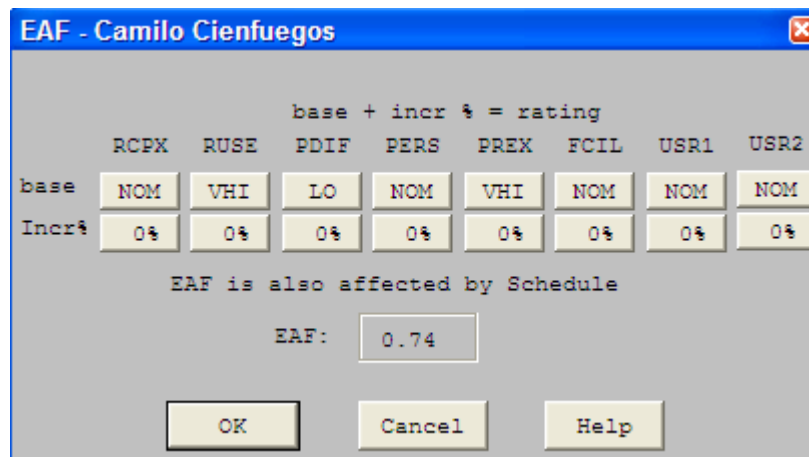 EAF - Camilo Cienfuegos
base + incr % = rating
RCPX RUSE PDIF PERS PREX FCIL USR1 USR2
base NOM VHI LO NOM VHI NOM NOM NOM
Incr% 0% 0% 0% 0% 0% 0% 0% 0%
EAF is also affected by Schedule
EAF: 0.74
OK Cancel Help